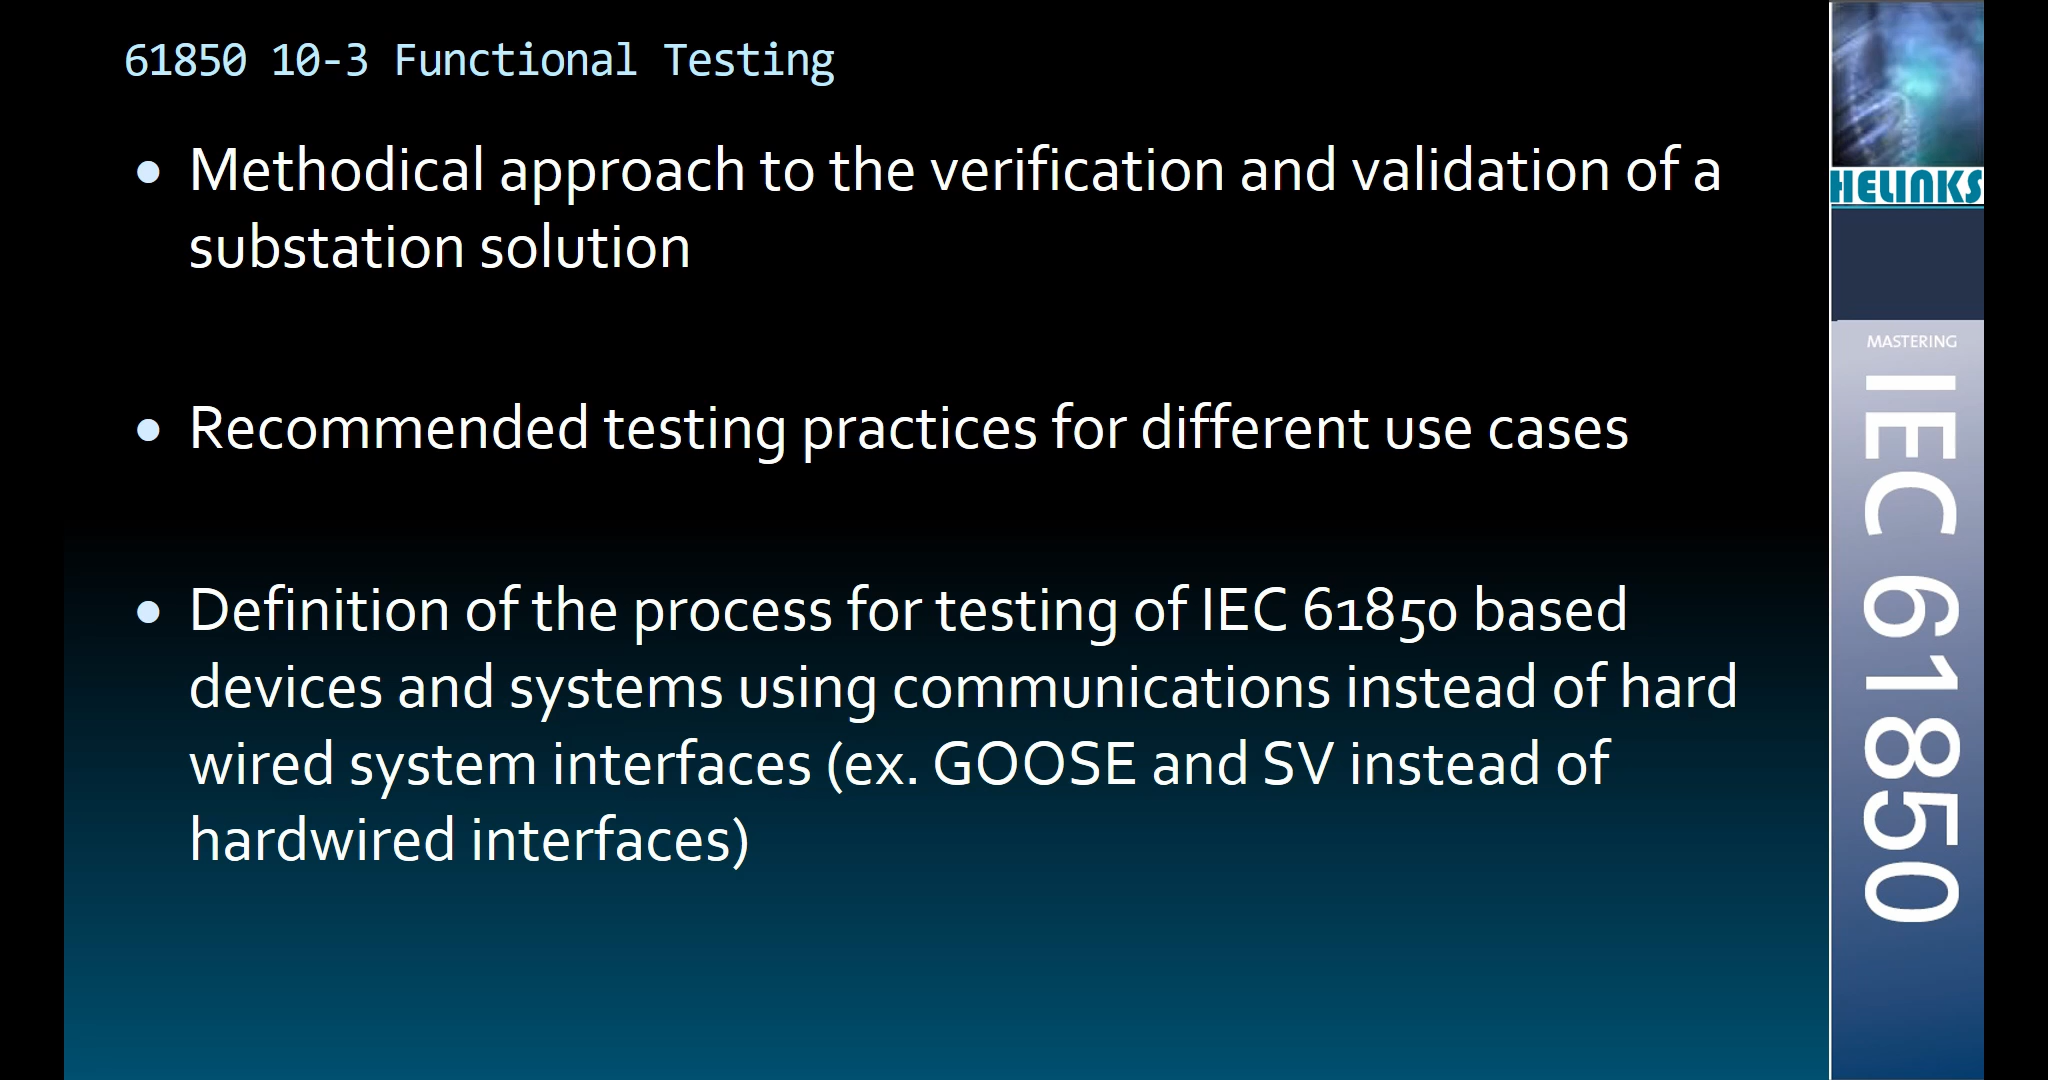 61850 10-3 Functional Testing
• Methodical approach to the verification and validation of a
substation solution
• Recommended testing practices for different use cases
• Definition of the process for testing of IEC 61850 based
devices and systems using communications instead of hard
wired system interfaces (ex. GOOSE and SV instead of
hardwired interfaces)
HELINKS
MASTERING
IEC 61850